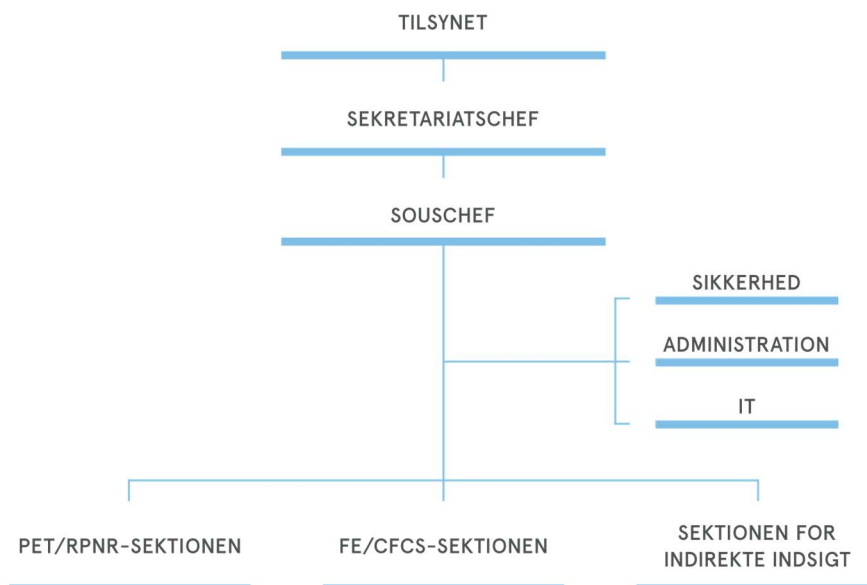 TILSYNET
SEKRETARIATSCHEF
SOUSCHEF
SIKKERHED
ADMINISTRATION
IT
PET/RPNR-SEKTIONEN
FE/CFCS-SEKTIONEN
SEKTIONEN FOR
INDIREKTE INDSIGT